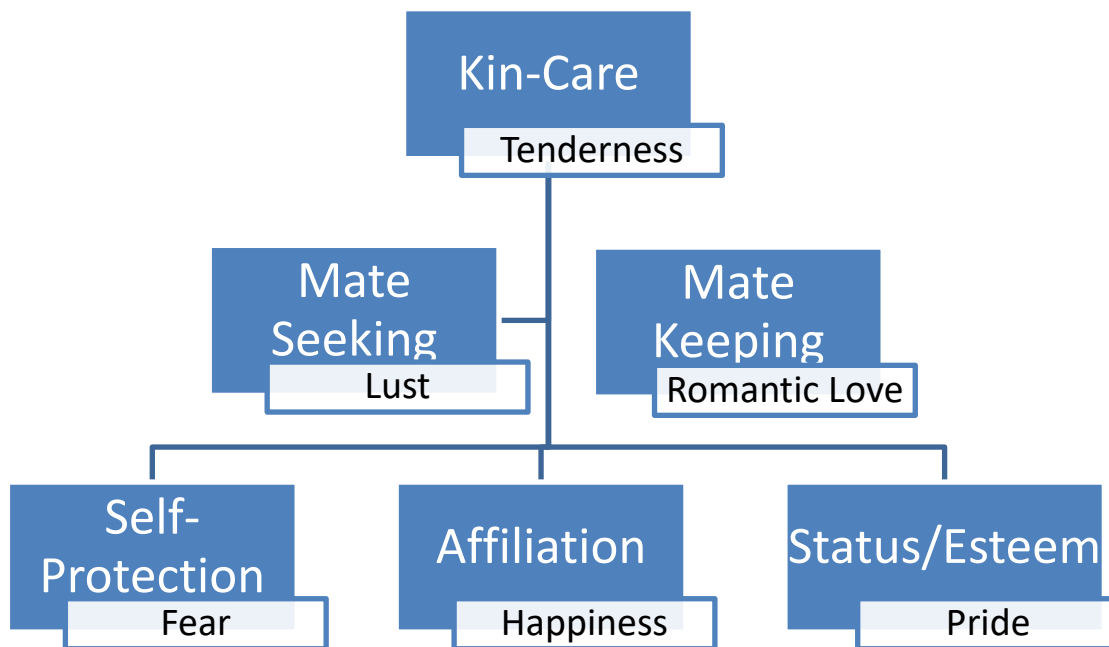 Kin-Care
Tenderness
Mate
Seeking
Lust
Mate
Keeping
Romantic Love
Self-
Protection
Fear
Affiliation
Happiness
Status/Esteem
Pride